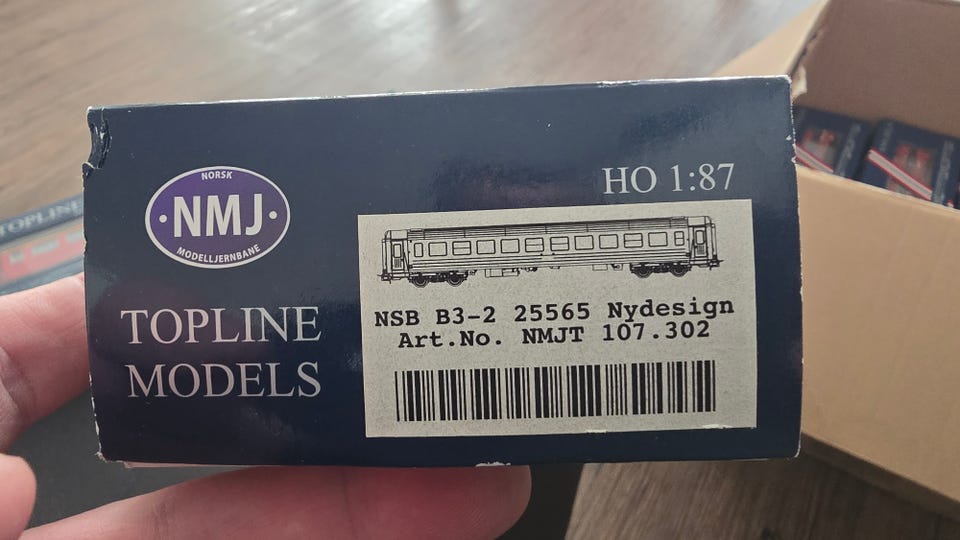 NORSK
·NMJ·
MODELLJERNBANE
TOPLINE
MODELS
HO 1:87
NSB B3-2 25565 Nydesign
Art.No. NMJT 107.302
TOPLINE